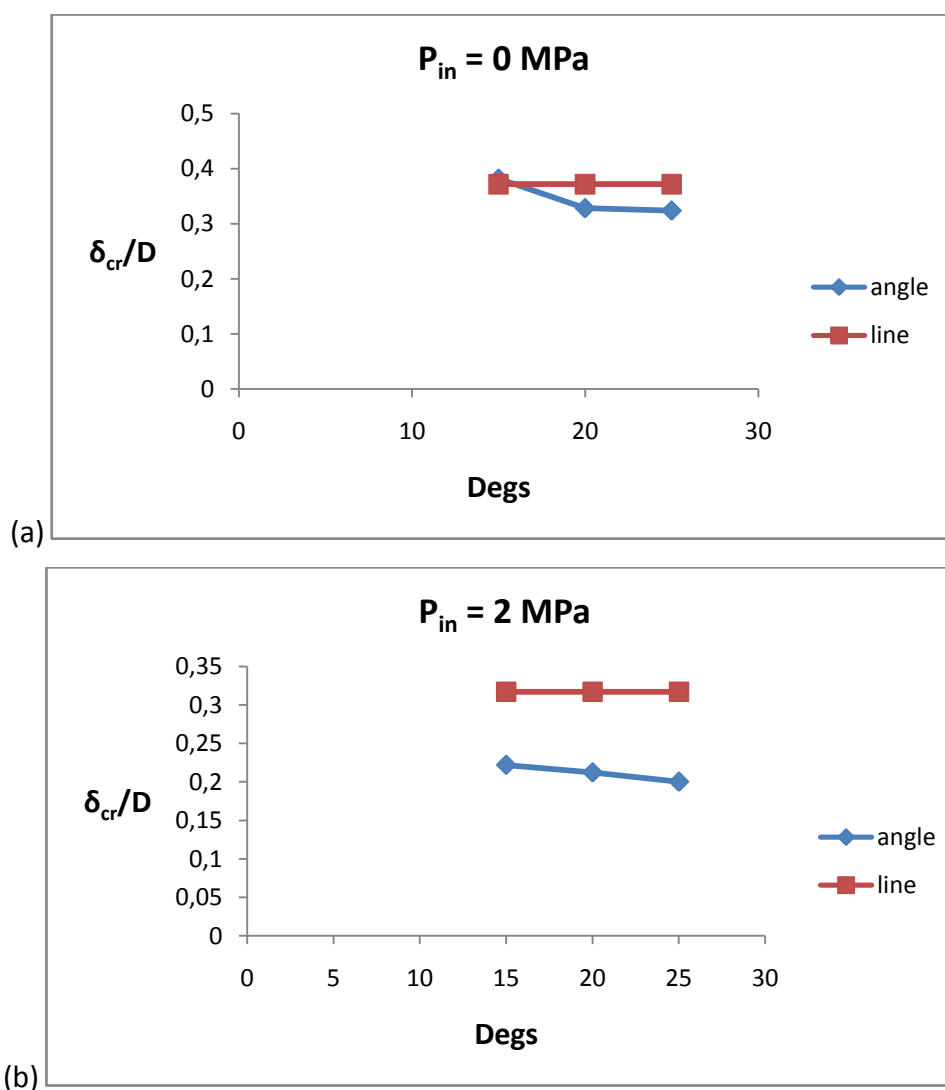 P_in = 0 MPa
0,5
0,4
0,3
δ_cr/D
0,2
0,1
0
0 10 20 30
Degs
angle
line
(a)
P_in = 2 MPa
0,35
0,3
0,25
0,2
δ_cr/D
0,15
0,1
0,05
0
0 5 10 15 20 25 30
Degs
angle
line
(b)